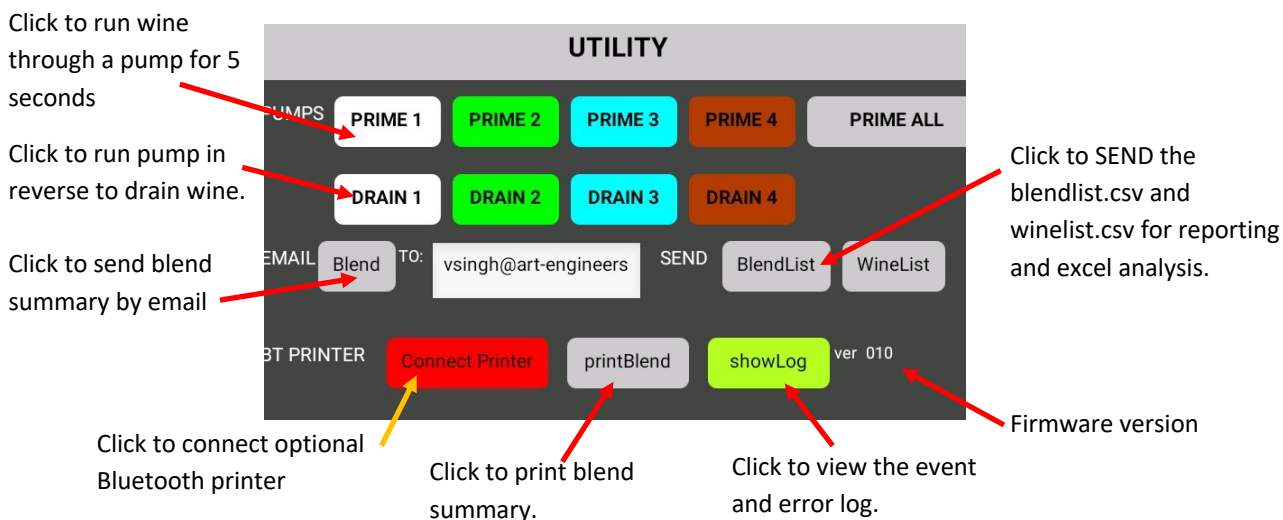 Click to run wine
through a pump for 5
seconds
UTILITY
PUMPS PRIME 1 PRIME 2 PRIME 3 PRIME 4 PRIME ALL
Click to run pump in
reverse to drain wine.
DRAIN 1 DRAIN 2 DRAIN 3 DRAIN 4
Click to SEND the
blendlist.csv and
winelist.csv for reporting
and excel analysis.
Click to send blend
summary by email
EMAIL Blend TO: vsingh@art-engineers SEND BlendList WineList
BT PRINTER Connect Printer printBlend showLog ver 010
Firmware version
Click to connect optional
Bluetooth printer
Click to print blend
summary.
Click to view the event
and error log.